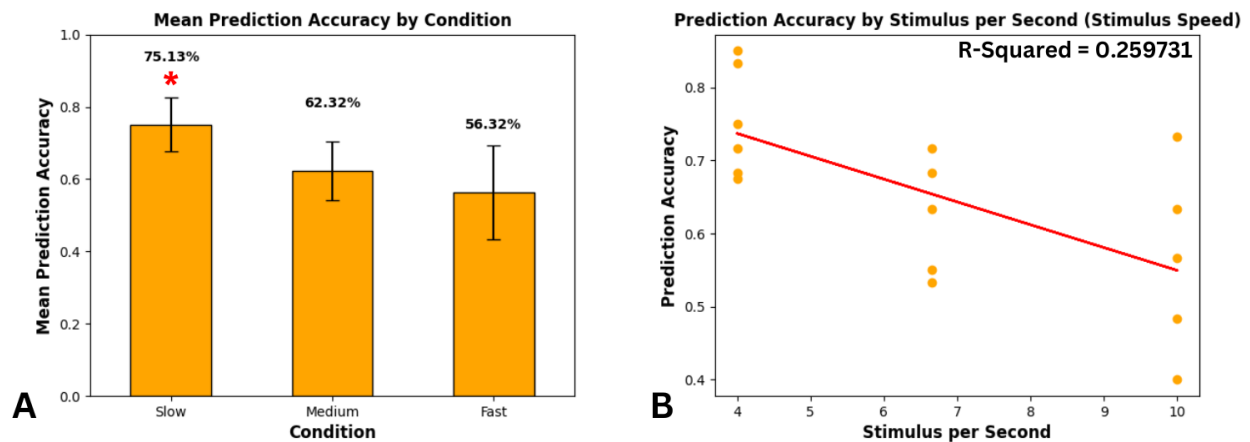 Mean Prediction Accuracy by Condition
Mean Prediction Accuracy
1.0
0.8
0.6
0.4
0.2
0.0
75.13%
*
62.32%
56.32%
Slow
Medium
Fast
Condition
A
Prediction Accuracy by Stimulus per Second (Stimulus Speed)
R-Squared = 0.259731
Prediction Accuracy
0.8
0.7
0.6
0.5
0.4
4
5
6
7
8
9
10
Stimulus per Second
B